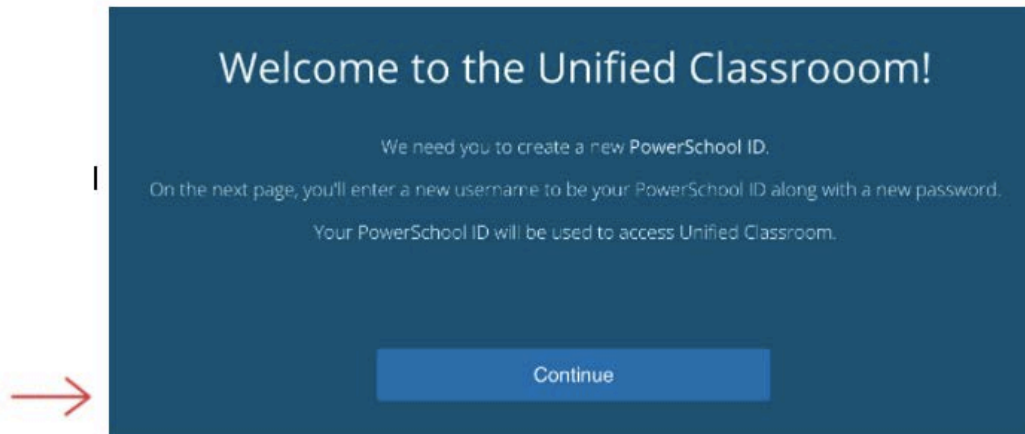 Welcome to the Unified Classrooom!
We need you to create a new PowerSchool ID.
On the next page, you'll enter a new username to be your PowerSchool ID along with a new password.
Your PowerSchool ID will be used to access Unified Classroom.
Continue